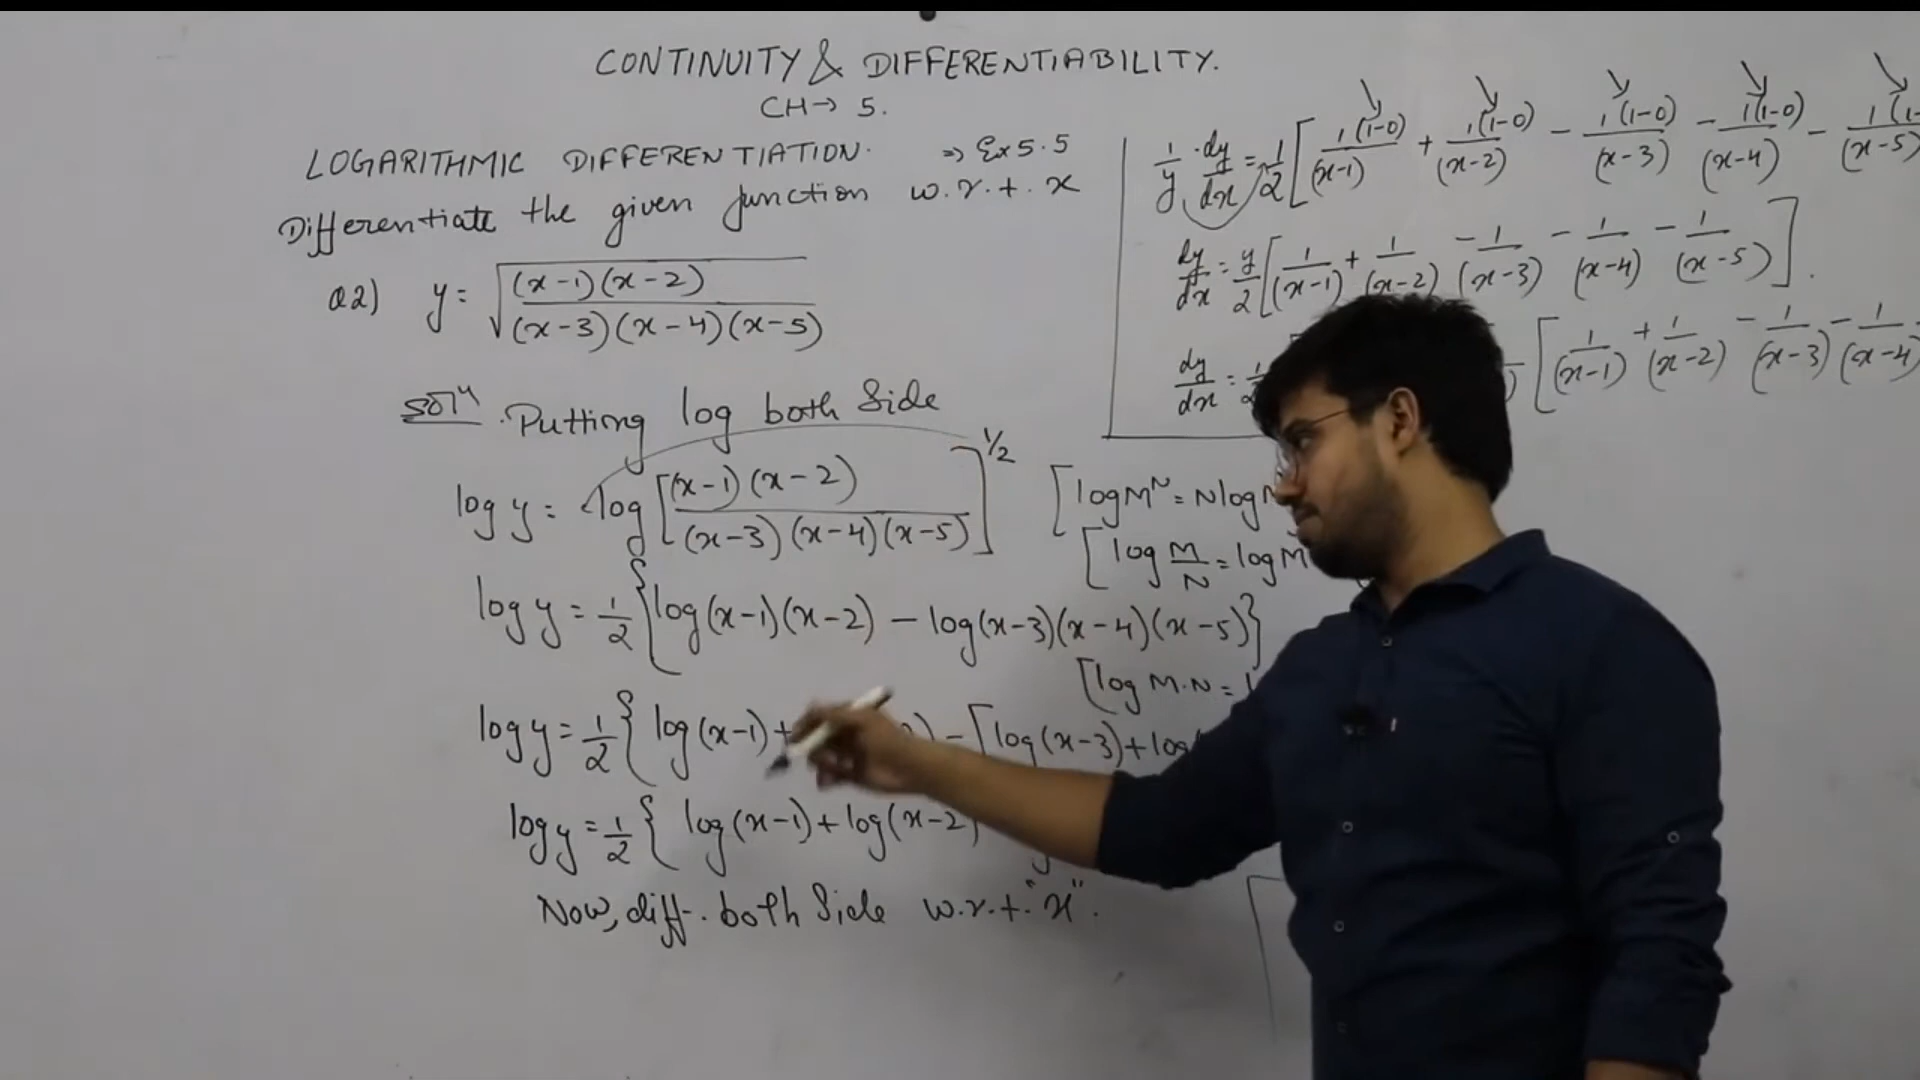 CONTINUITY & DIFFERENTIABILITY.
CH→ 5.
LOGARITHMIC DIFFERENTIATION. ⇒ Ex 5.5
Differentiate the given function w.r.t. x
Q2) y = √((x-1)(x-2) / (x-3)(x-4)(x-5))
Solⁿ. Putting log both Side
log y = log [(x-1)(x-2) / (x-3)(x-4)(x-5)]^1/2
log y = 1/2 {log(x-1)(x-2) - log(x-3)(x-4)(x-5)}
log y = 1/2 { log(x-1)+ 2) - [log(x-3)+log
log y = 1/2 { log(x-1)+log(x-2)
Now, diff. both Side w.r.t. "x".
[log M^N = N log
[log M/N = log M
[log M.N =
1/y . dy/dx = 1/2 [ 1(1-0)/(x-1) + 1(1-0)/(x-2) - 1(1-0)/(x-3) - 1(1-0)/(x-4) - 1(1-/(x-5)
dy/dx = y/2 [ 1/(x-1) + 1/(x-2) - 1/(x-3) - 1/(x-4) - 1/(x-5) ].
dy/dx = 1/2 [ 1/(x-1) + 1/(x-2) - 1/(x-3) - 1/(x-4)